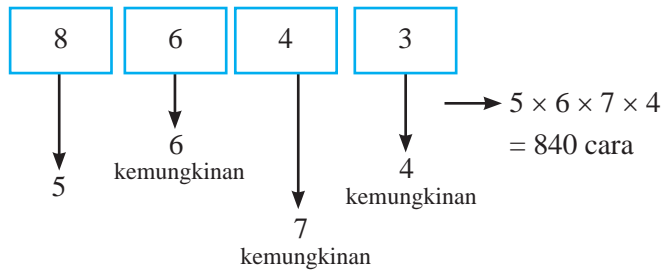 8 6 4 3
5 × 6 × 7 × 4
= 840 cara
5
6
kemungkinan
7
kemungkinan
4
kemungkinan